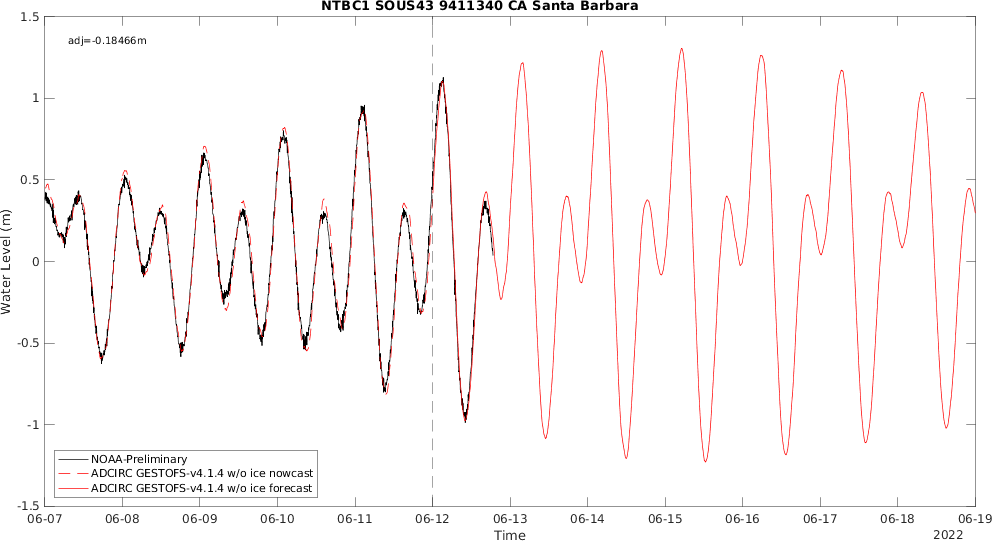 NTBC1 SOUS43 9411340 CA Santa Barbara
adj=-0.18466m
1.5
1
0.5
0
-0.5
-1
-1.5
Water Level (m)
NOAA-Preliminary
ADCIRC GESTOFS-v4.1.4 w/o ice nowcast
ADCIRC GESTOFS-v4.1.4 w/o ice forecast
06-07 06-08 06-09 06-10 06-11 06-12 06-13 06-14 06-15 06-16 06-17 06-18 06-19
Time
2022